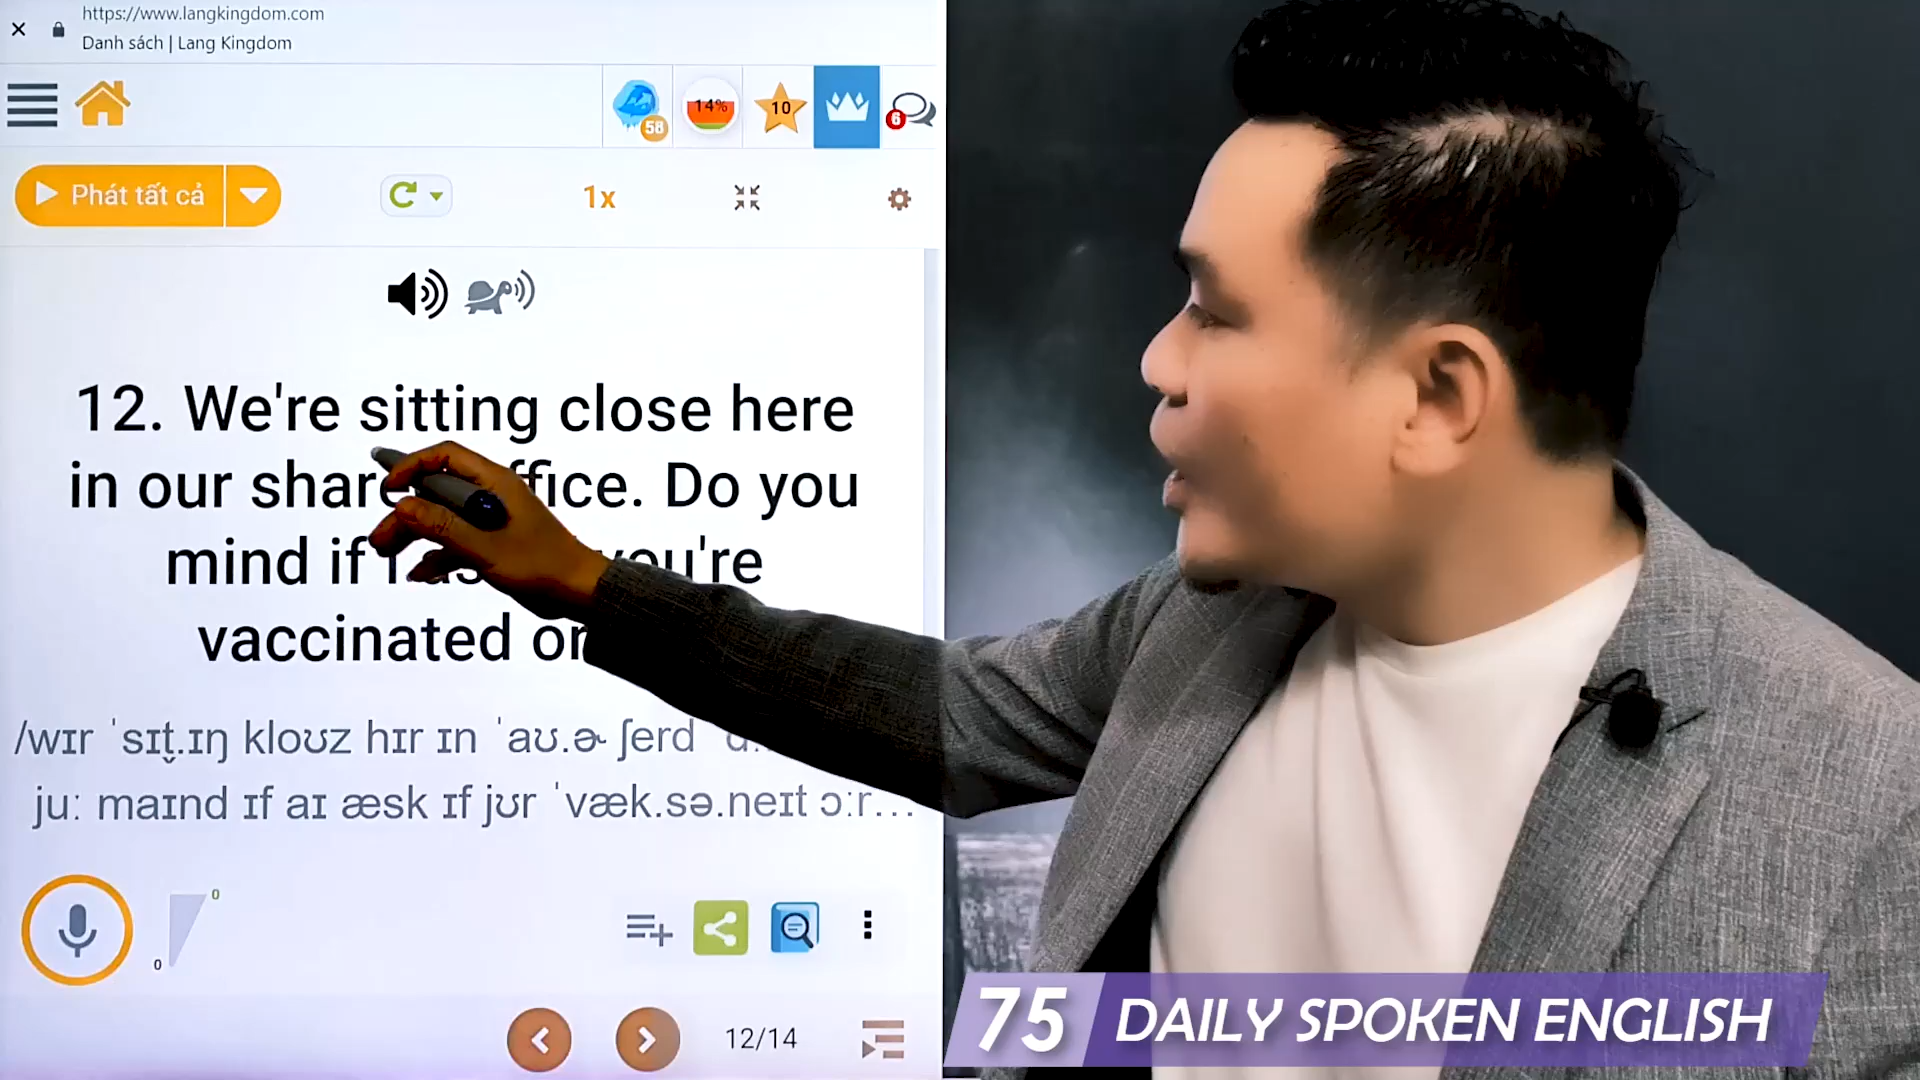 https://www.langkingdom.com
Danh sách | Lang Kingdom
58
14%
10
6
Phát tất cả
1x
12. We're sitting close here
in our office. Do you
mind if you're
vaccinated or
/wɪr ˈsɪt̬.ɪŋ kloʊz hɪr ɪn ˈaʊ.ɚ ʃerd
juː maɪnd ɪf aɪ æsk ɪf jʊr ˈvæk.sə.neɪt ɔːr...
0
0
12/14
75 DAILY SPOKEN ENGLISH